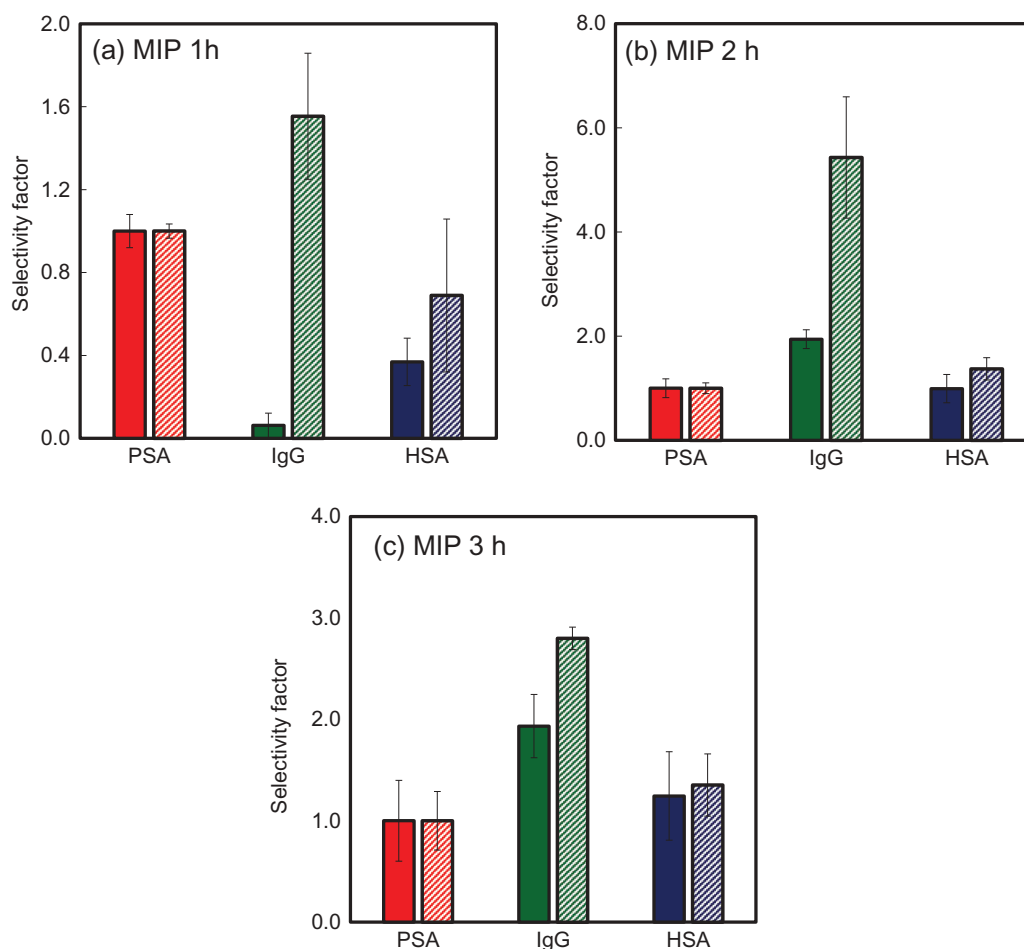 (a) MIP 1h
Selectivity factor
2.0
1.6
1.2
0.8
0.4
0.0
PSA IgG HSA
(b) MIP 2 h
Selectivity factor
8.0
6.0
4.0
2.0
0.0
PSA IgG HSA
(c) MIP 3 h
Selectivity factor
4.0
3.0
2.0
1.0
0.0
PSA IgG HSA